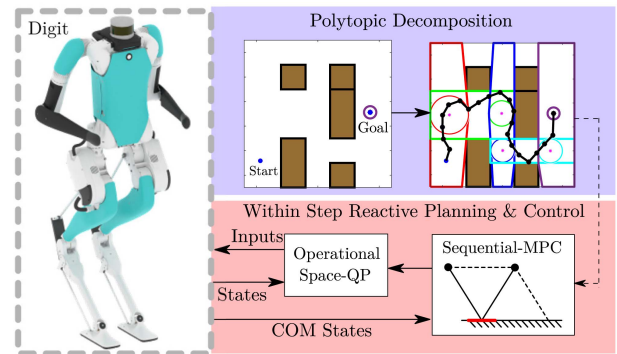 Digit
Polytopic Decomposition
Goal
Start
Within Step Reactive Planning & Control
Inputs
Operational
Space-QP
Sequential-MPC
States
COM States